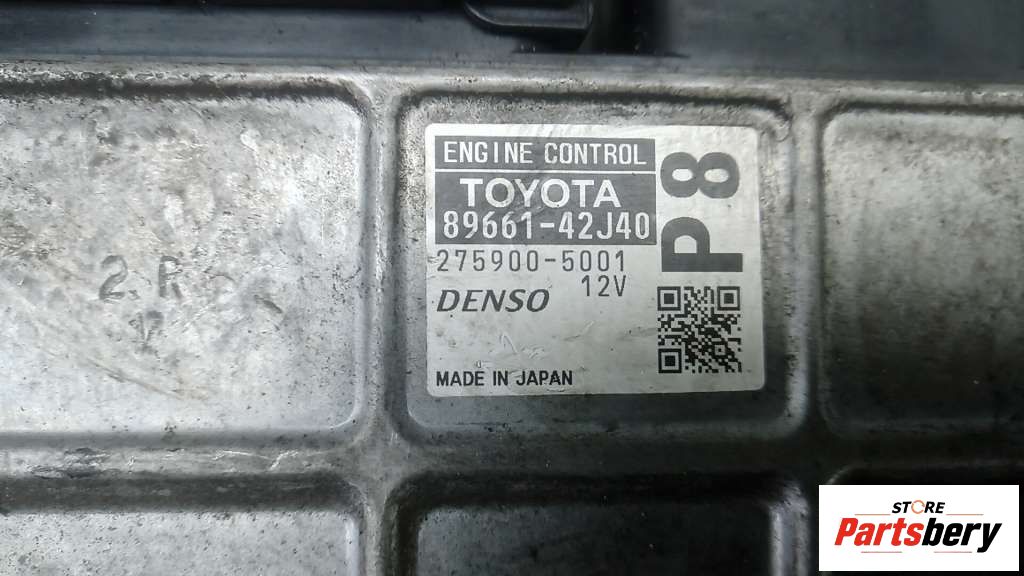 ENGINE CONTROL
TOYOTA
89661-42J40
275900-5001
12V
DENSO
MADE IN JAPAN
P8
2 R
STORE
Partsbery